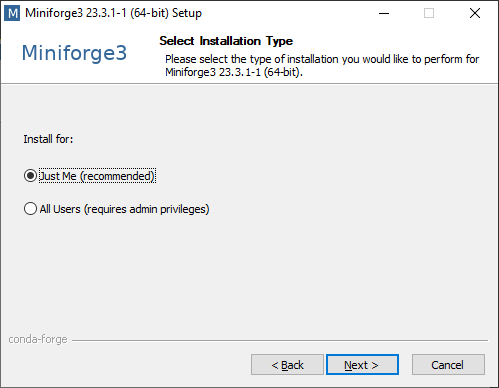 M Miniforge3 23.3.1-1 (64-bit) Setup
Miniforge3
Select Installation Type
Please select the type of installation you would like to perform for
Miniforge3 23.3.1-1 (64-bit).
Install for:
Just Me (recommended)
All Users (requires admin privileges)
conda-forge
< Back
Next >
Cancel